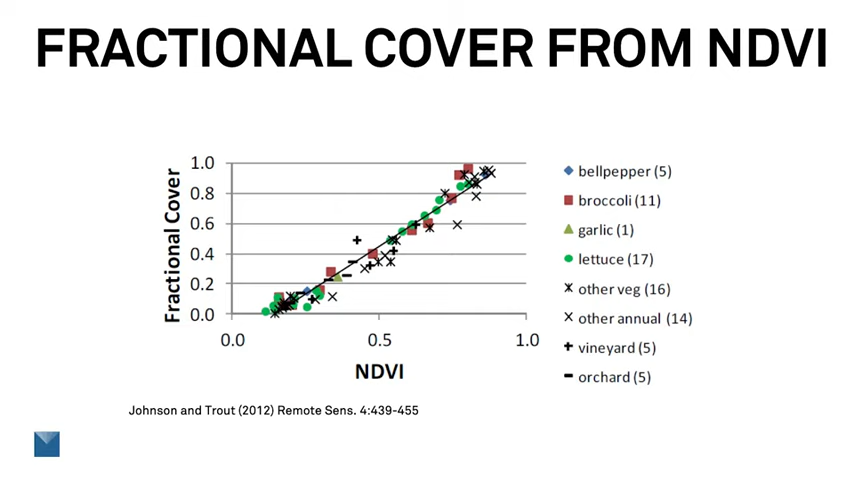 FRACTIONAL COVER FROM NDVI
Fractional Cover
1.0
0.8
0.6
0.4
0.2
0.0
0.0 0.5 1.0
NDVI
bellpepper (5)
broccoli (11)
garlic (1)
lettuce (17)
other veg (16)
other annual (14)
vineyard (5)
orchard (5)
Johnson and Trout (2012) Remote Sens. 4:439-455